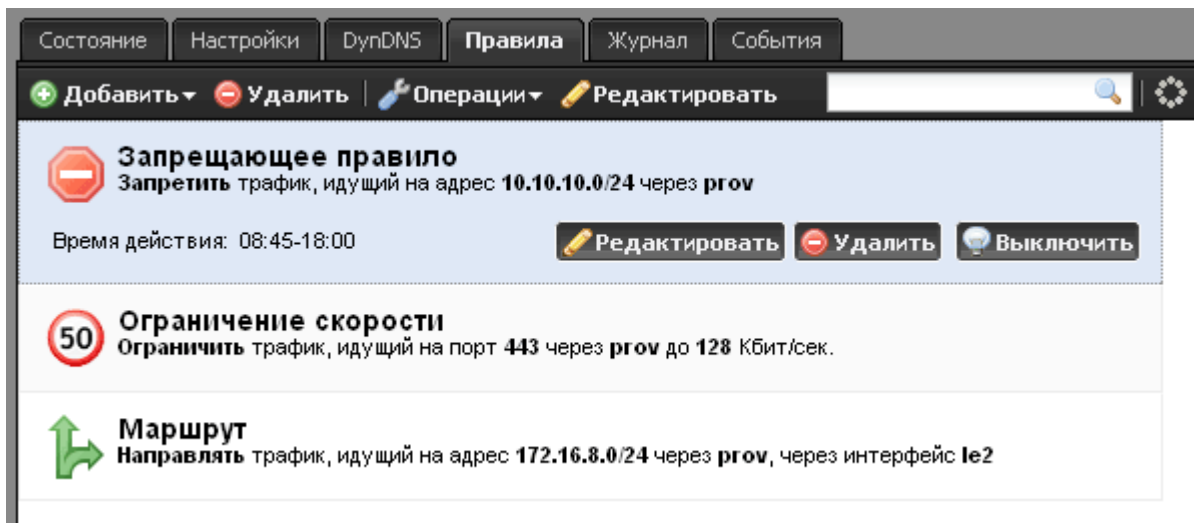 Состояние Настройки DynDNS Правила Журнал События
Добавить Удалить Операции Редактировать
Запрещающее правило
Запретить трафик, идущий на адрес 10.10.10.0/24 через prov
Время действия: 08:45-18:00 Редактировать Удалить Выключить
Ограничение скорости
50
Ограничить трафик, идущий на порт 443 через prov до 128 Кбит/сек.
Маршрут
Направлять трафик, идущий на адрес 172.16.8.0/24 через prov, через интерфейс le2